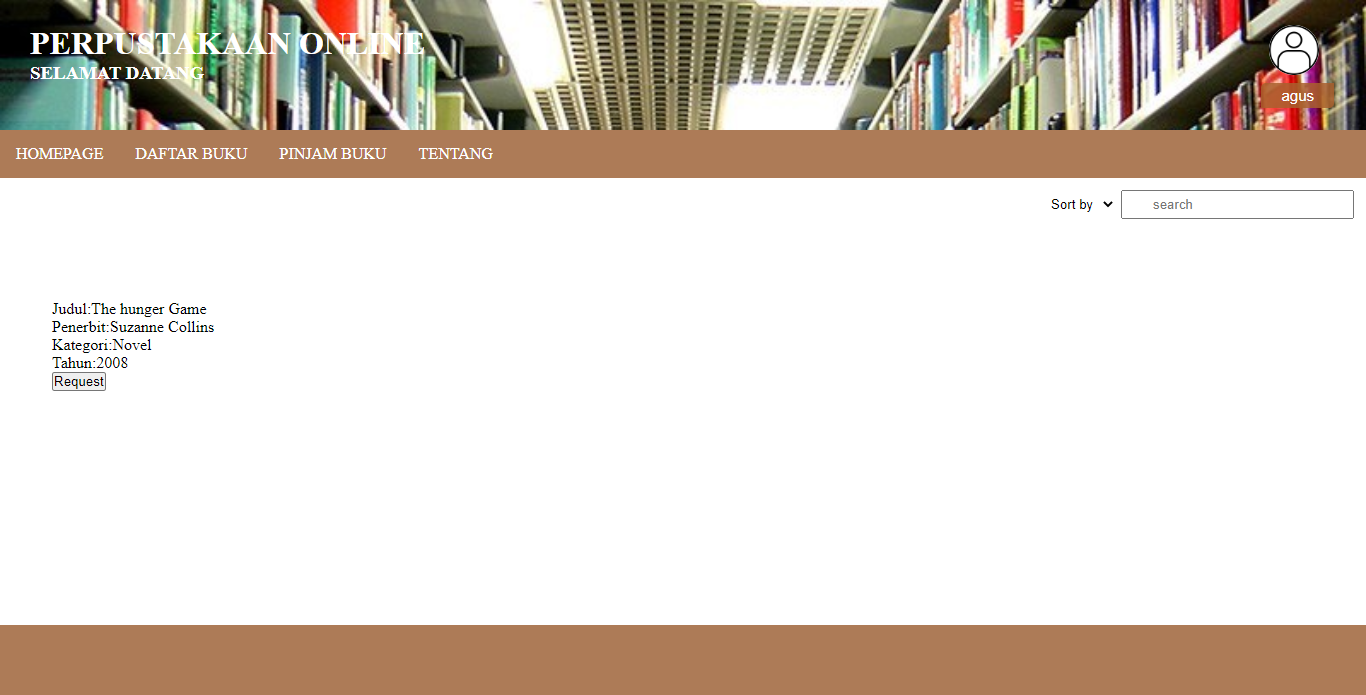 PERPUSTAKAAN ONLINE
SELAMAT DATANG
agus
HOMEPAGE DAFTAR BUKU PINJAM BUKU TENTANG
Sort by search
Judul:The hunger Game
Penerbit:Suzanne Collins
Kategori:Novel
Tahun:2008
Request